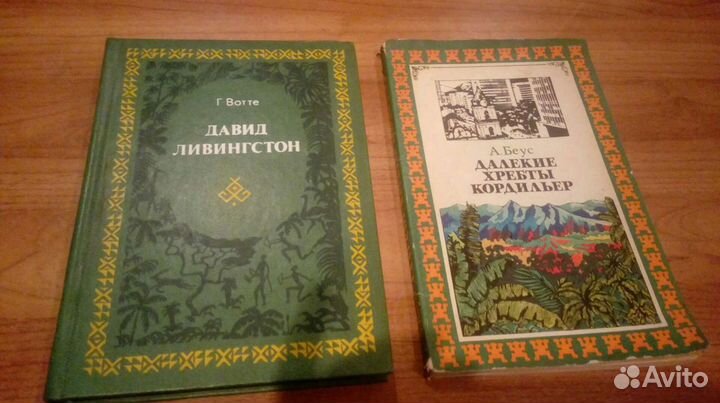 Г Вотте
ДАВИД
ЛИВИНГСТОН
А. Беус
ДАЛЕКИЕ
ХРЕБТЫ
КОРДИЛЬЕР
Avito